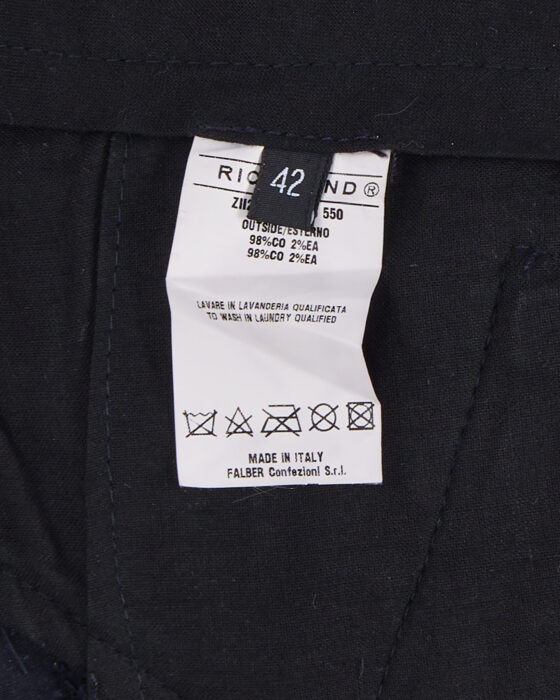 42
RIC ND®
ZII2 550
OUTSIDE/ESTERNO
98%CO 2%EA
98%CO 2%EA
LAVARE IN LAVANDERIA QUALIFICATA
TO WASH IN LAUNDRY QUALIFIED
MADE IN ITALY
FALBER Confezioni S.r.l.